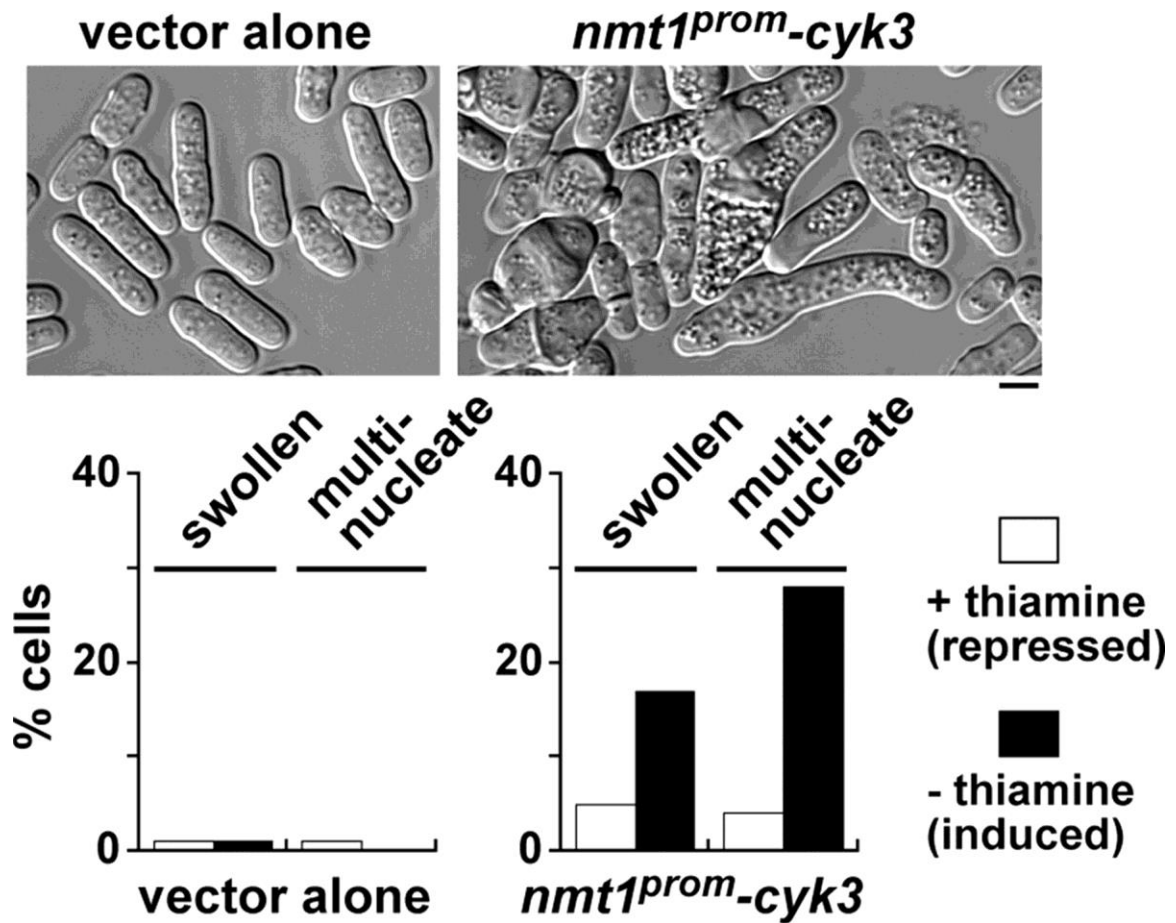 vector alone
nmt1prom-cyk3
swollen
multi-
nucleate
swollen
multi-
nucleate
40
20
0
% cells
40
20
0
+ thiamine
(repressed)
- thiamine
(induced)
vector alone
nmt1prom-cyk3